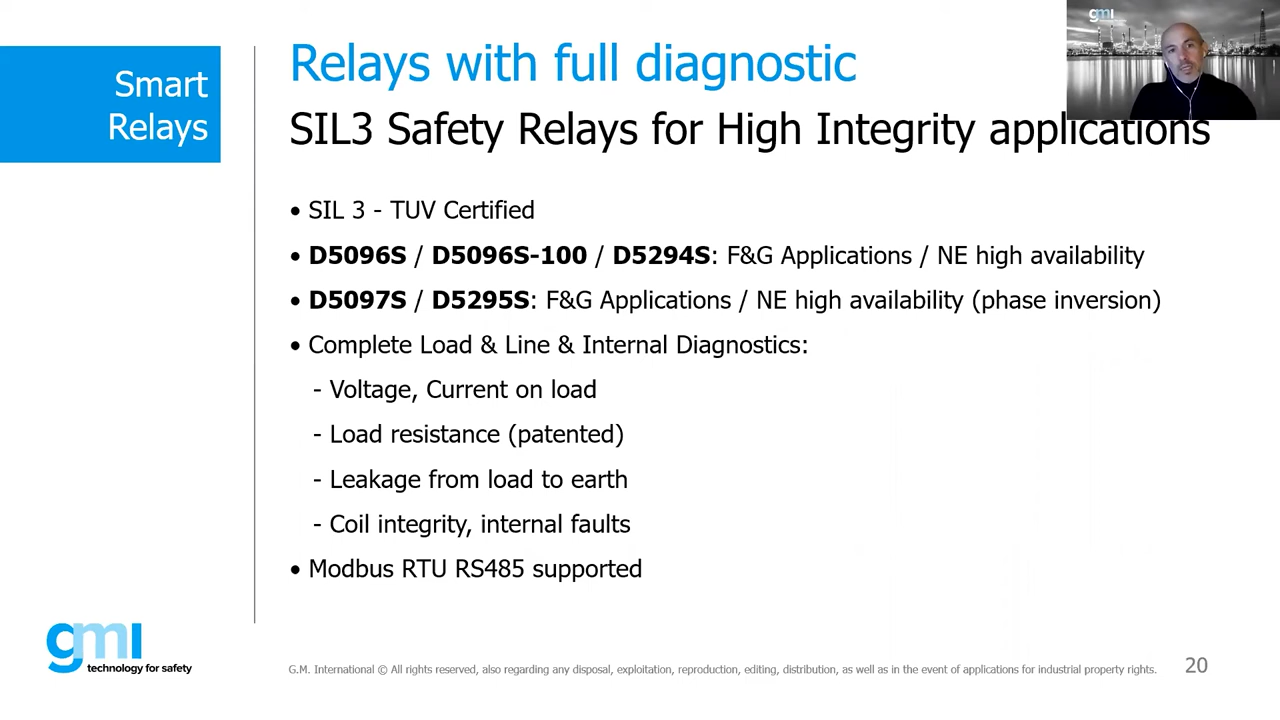 Smart
Relays
Relays with full diagnostic
gmi
SIL3 Safety Relays for High Integrity applications
• SIL 3 - TUV Certified
• D5096S / D5096S-100 / D5294S: F&G Applications / NE high availability
• D5097S / D5295S: F&G Applications / NE high availability (phase inversion)
• Complete Load & Line & Internal Diagnostics:
- Voltage, Current on load
- Load resistance (patented)
- Leakage from load to earth
- Coil integrity, internal faults
• Modbus RTU RS485 supported
gmi
technology for safety
G.M. International © All rights reserved, also regarding any disposal, exploitation, reproduction, editing, distribution, as well as in the event of applications for industrial property rights.
20